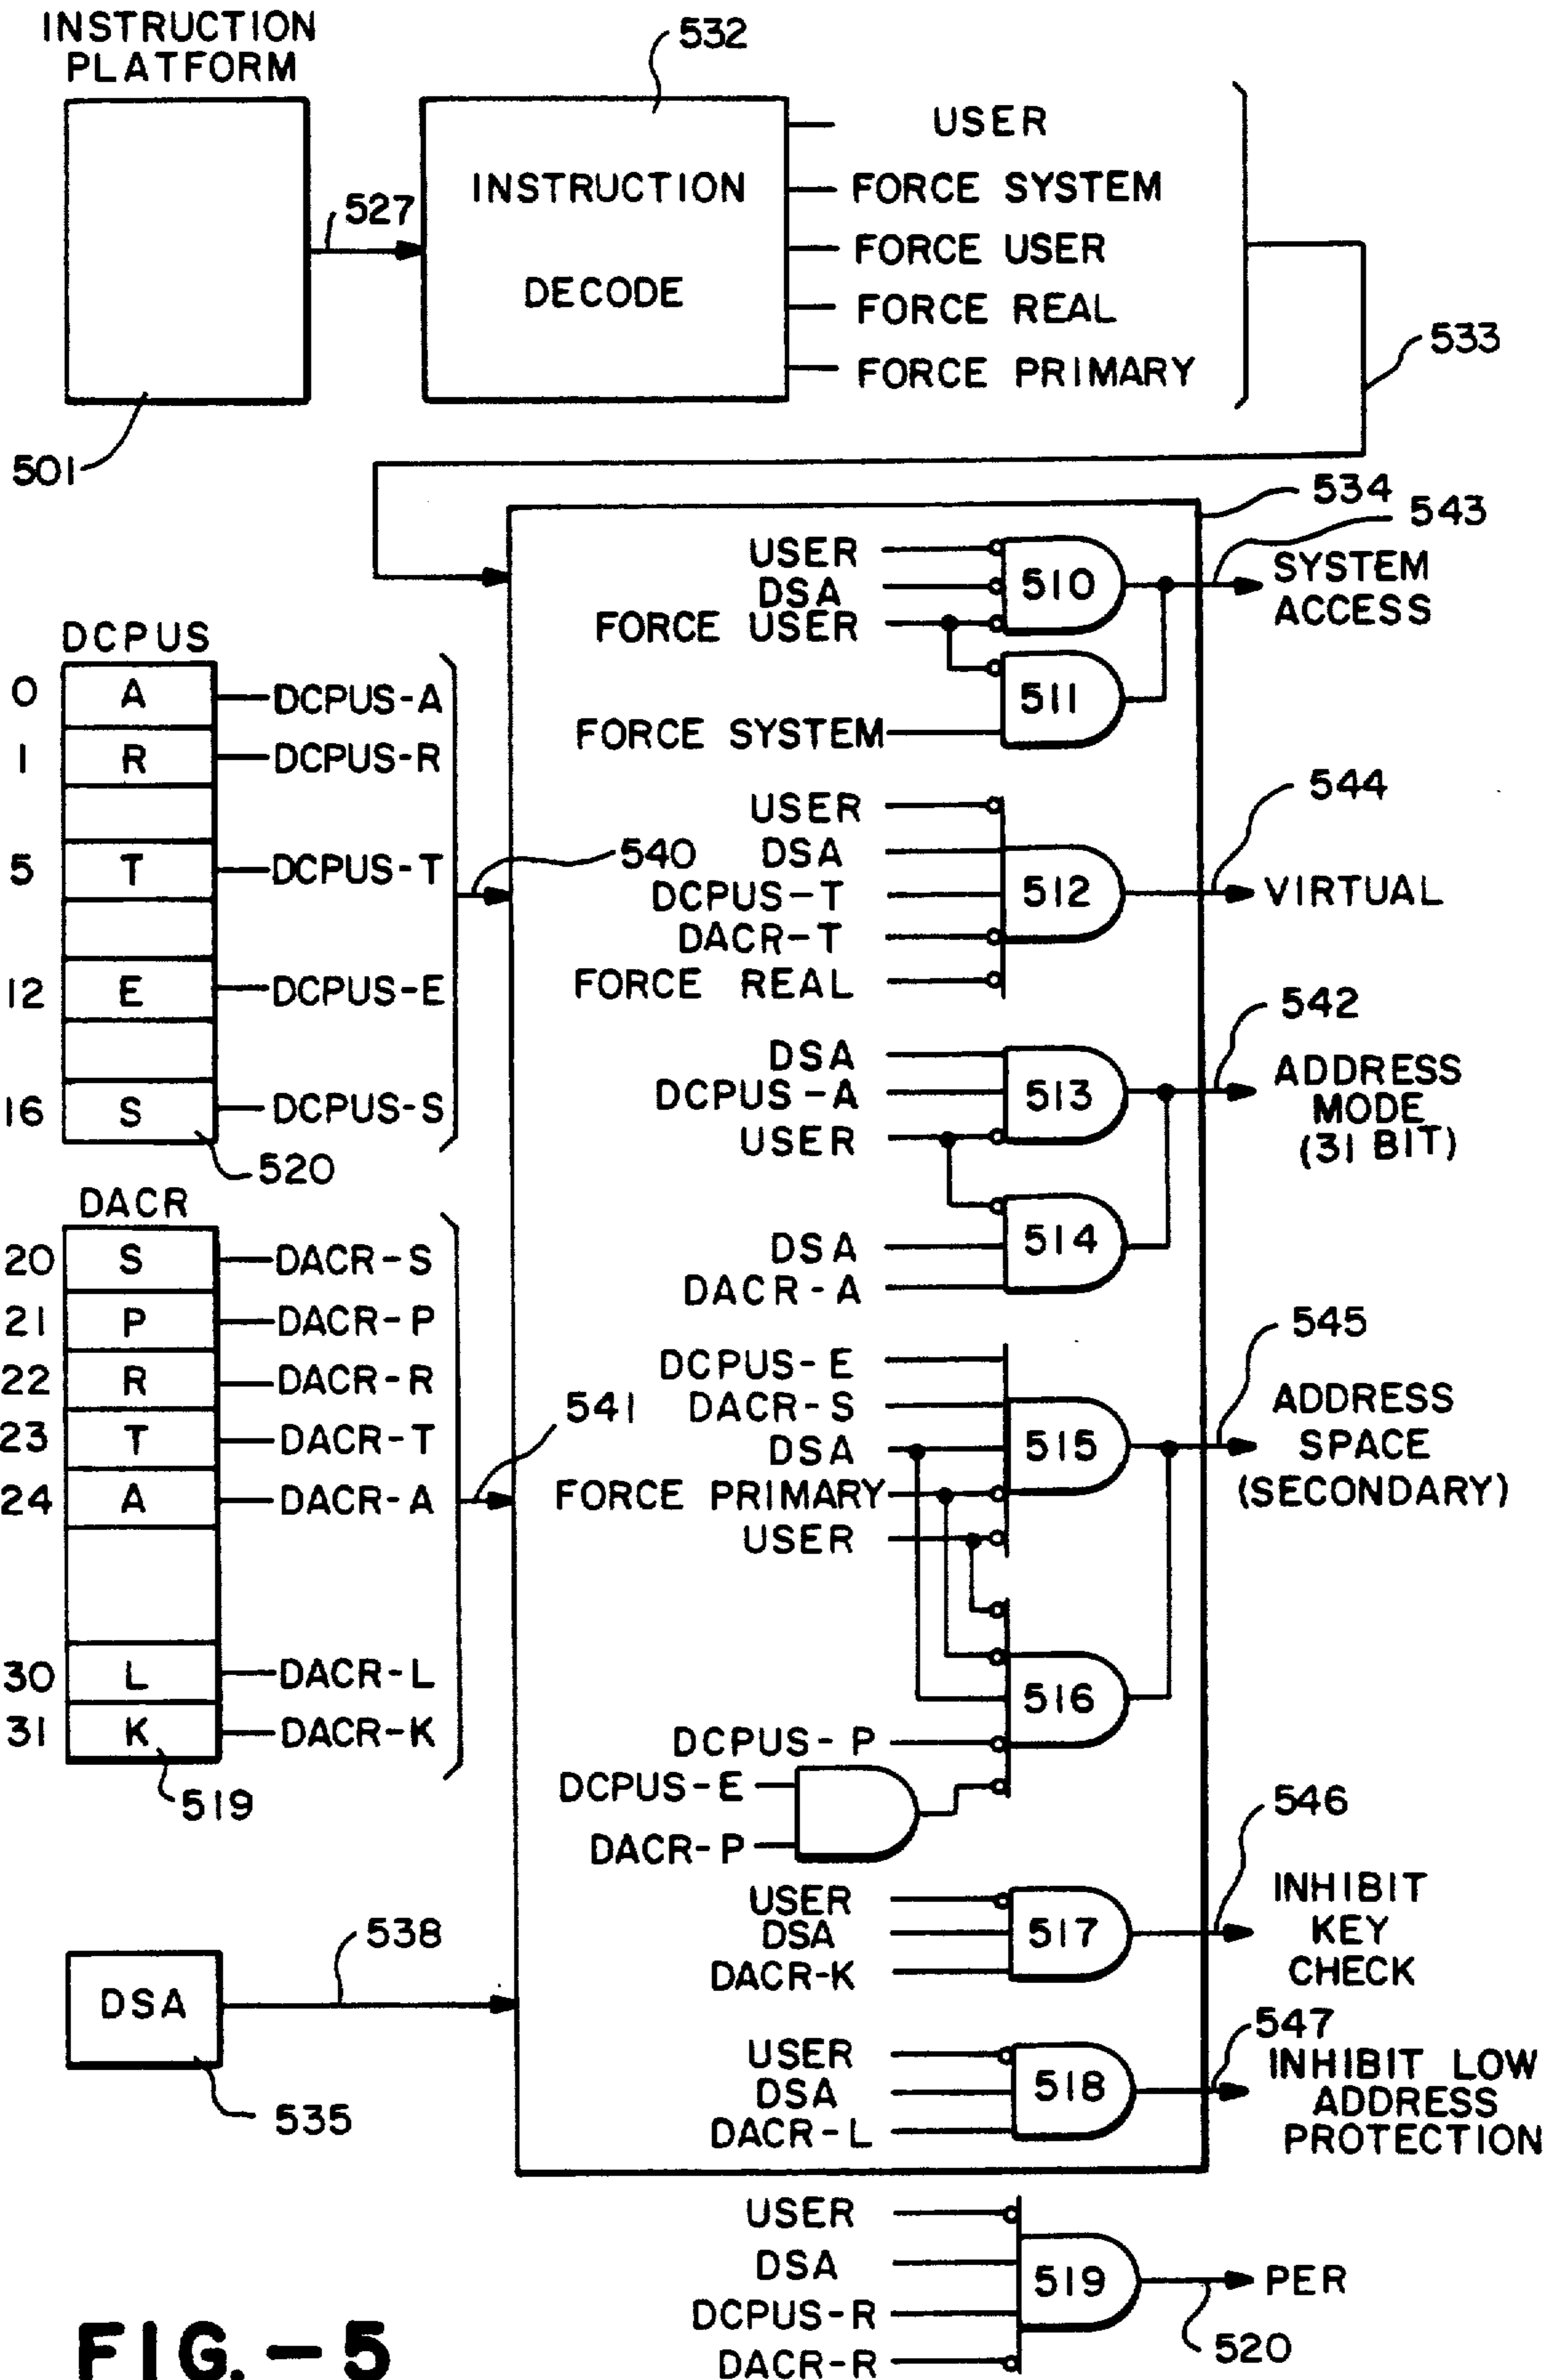 INSTRUCTION
PLATFORM
501
527
532
INSTRUCTION
DECODE
USER
FORCE SYSTEM
FORCE USER
FORCE REAL
FORCE PRIMARY
533
534
DCPUS
0 A DCPUS-A
1 R DCPUS-R
5 T DCPUS-T
12 E DCPUS-E
16 S DCPUS-S
520
540
DACR
20 S DACR-S
21 P DACR-P
22 R DACR-R
23 T DACR-T
24 A DACR-A
30 L DACR-L
31 K DACR-K
519
541
DSA
535
538
USER
DSA
FORCE USER
510
511
FORCE SYSTEM
543
SYSTEM
ACCESS
USER
DSA
DCPUS-T
DACR-T
FORCE REAL
512
544
VIRTUAL
DSA
DCPUS-A
USER
513
DSA
DACR-A
514
542
ADDRESS
MODE
(31 BIT)
DCPUS-E
DACR-S
DSA
FORCE PRIMARY
USER
515
516
DCPUS-P
DCPUS-E
DACR-P
545
ADDRESS
SPACE
(SECONDARY)
USER
DSA
DACR-K
517
546
INHIBIT
KEY
CHECK
USER
DSA
DACR-L
518
547
INHIBIT LOW
ADDRESS
PROTECTION
USER
DSA
DCPUS-R
DACR-R
519
PER
520
FIG.-5